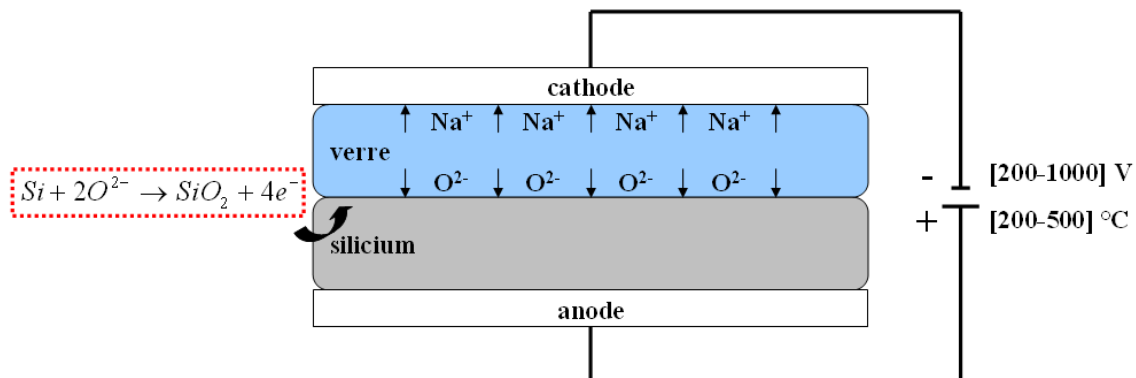 cathode
Na⁺ Na⁺ Na⁺ Na⁺
verre
O²⁻ O²⁻ O²⁻ O²⁻
Si + 2O²⁻ → SiO₂ + 4e⁻
silicium
anode
- [200-1000] V
+ [200-500] °C